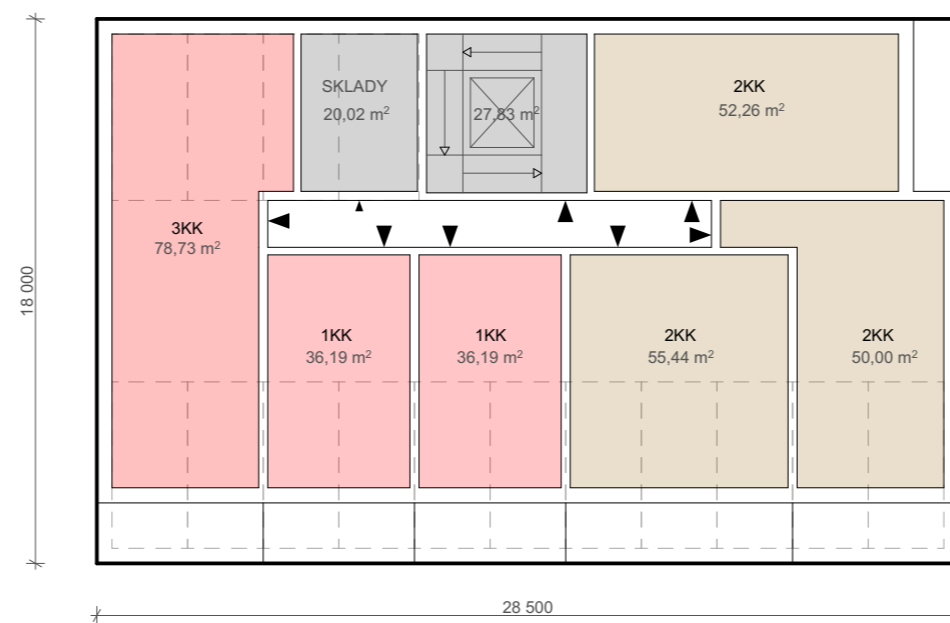 SKLADY
20,02 m²
27,83 m²
2KK
52,26 m²
3KK
78,73 m²
1KK
36,19 m²
1KK
36,19 m²
2KK
55,44 m²
2KK
50,00 m²
18 000
28 500